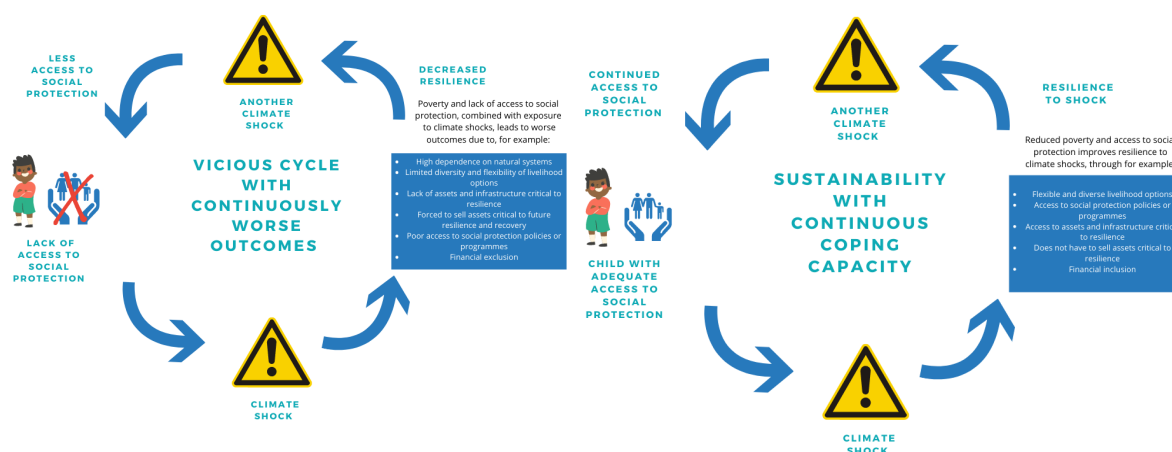 LESS
ACCESS TO
SOCIAL
PROTECTION
ANOTHER
CLIMATE
SHOCK
DECREASED
RESILIENCE
Poverty and lack of access to social
protection, combined with exposure
to climate shocks, leads to worse
outcomes due to, for example:
• High dependence on natural systems
• Limited diversity and flexibility of livelihood
options
• Lack of assets and infrastructure critical to
resilience
• Forced to sell assets critical to future
resilience and recovery
• Poor access to social protection policies or
programmes
• Financial exclusion
VICIOUS CYCLE
WITH
CONTINUOUSLY
WORSE
OUTCOMES
LACK OF
ACCESS TO
SOCIAL
PROTECTION
CLIMATE
SHOCK
CONTINUED
ACCESS TO
SOCIAL
PROTECTION
ANOTHER
CLIMATE
SHOCK
RESILIENCE
TO SHOCK
Reduced poverty and access to social
protection improves resilience to
climate shocks, through for example
• Flexible and diverse livelihood options
• Access to social protection policies or
programmes
• Access to assets and infrastructure
to resilience
• Does not have to sell assets critical to
resilience
• Financial inclusion
SUSTAINABILITY
WITH
CONTINUOUS
COPING
CAPACITY
CHILD WITH
ADEQUATE
ACCESS TO
SOCIAL
PROTECTION
CLIMATE
SHOCK